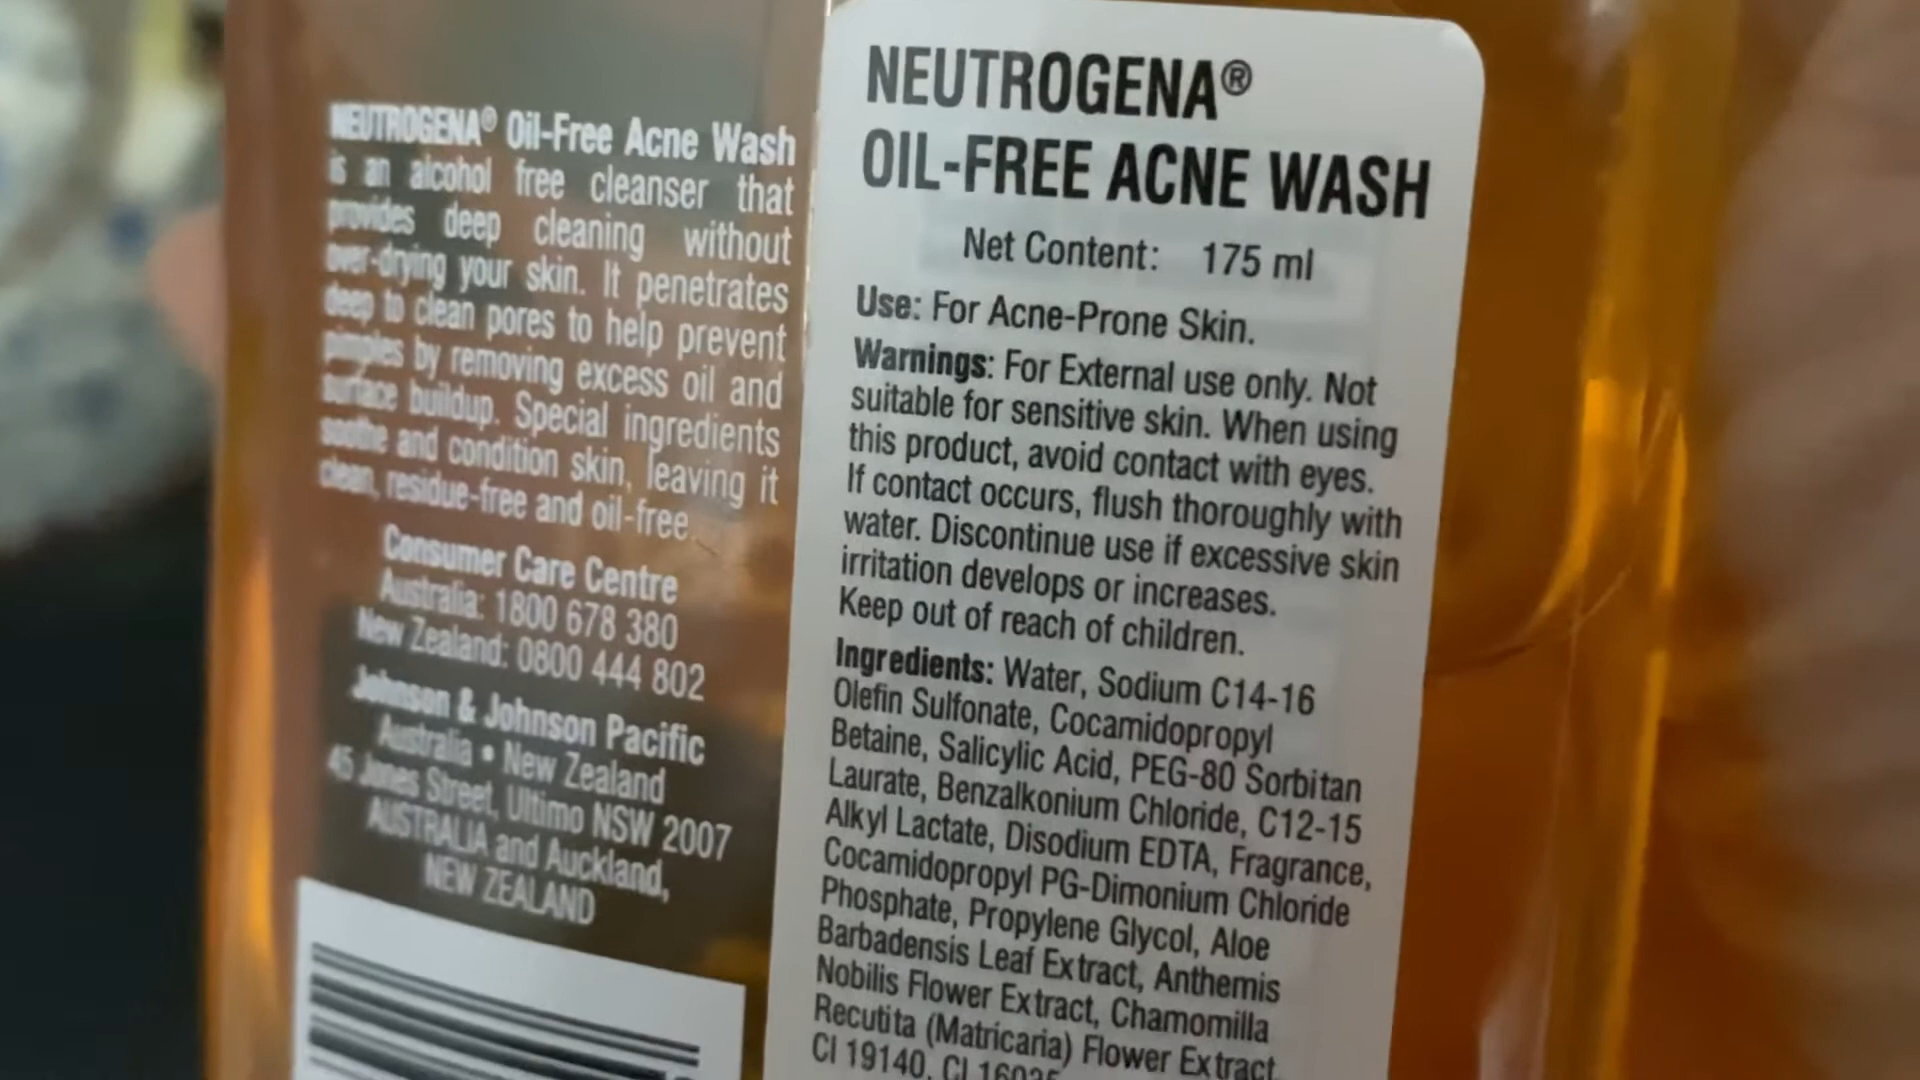 NEUTROGENA® Oil-Free Acne Wash
is an alcohol free cleanser that
provides deep cleaning without
over-drying your skin. It penetrates
deep to clean pores to help prevent
pimples by removing excess oil and
surface buildup. Special ingredients
soothe and condition skin, leaving it
clean, residue-free and oil-free.
Consumer Care Centre
Australia: 1800 678 380
New Zealand: 0800 444 802
Johnson & Johnson Pacific
Australia • New Zealand
45 Jones Street, Ultimo NSW 2007
AUSTRALIA and Auckland,
NEW ZEALAND
NEUTROGENA®
OIL-FREE ACNE WASH
Net Content: 175 ml
Use: For Acne-Prone Skin.
Warnings: For External use only. Not
suitable for sensitive skin. When using
this product, avoid contact with eyes.
If contact occurs, flush thoroughly with
water. Discontinue use if excessive skin
irritation develops or increases.
Keep out of reach of children.
Ingredients: Water, Sodium C14-16
Olefin Sulfonate, Cocamidopropyl
Betaine, Salicylic Acid, PEG-80 Sorbitan
Laurate, Benzalkonium Chloride, C12-15
Alkyl Lactate, Disodium EDTA, Fragrance,
Cocamidopropyl PG-Dimonium Chloride
Phosphate, Propylene Glycol, Aloe
Barbadensis Leaf Extract, Anthemis
Nobilis Flower Extract, Chamomilla
Recutita (Matricaria) Flower Extract
CI 19140, CI 16035